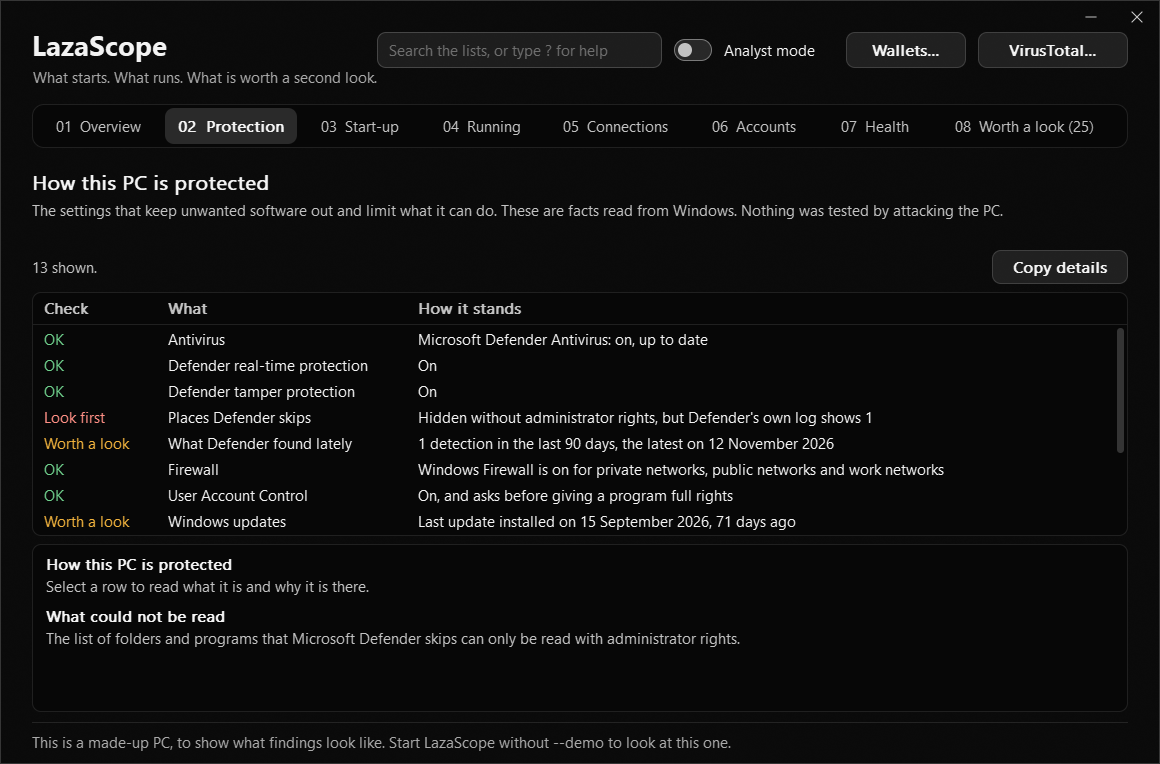 LazaScope
What starts. What runs. What is worth a second look.
Search the lists, or type ? for help
Analyst mode
Wallets...
VirusTotal...
01 Overview
02 Protection
03 Start-up
04 Running
05 Connections
06 Accounts
07 Health
08 Worth a look (25)
How this PC is protected
The settings that keep unwanted software out and limit what it can do. These are facts read from Windows. Nothing was tested by attacking the PC.
13 shown.
Copy details
Check What How it stands
OK Antivirus Microsoft Defender Antivirus: on, up to date
OK Defender real-time protection On
OK Defender tamper protection On
Look first Places Defender skips Hidden without administrator rights, but Defender's own log shows 1
Worth a look What Defender found lately 1 detection in the last 90 days, the latest on 12 November 2026
OK Firewall Windows Firewall is on for private networks, public networks and work networks
OK User Account Control On, and asks before giving a program full rights
Worth a look Windows updates Last update installed on 15 September 2026, 71 days ago
How this PC is protected
Select a row to read what it is and why it is there.
What could not be read
The list of folders and programs that Microsoft Defender skips can only be read with administrator rights.
This is a made-up PC, to show what findings look like. Start LazaScope without --demo to look at this one.